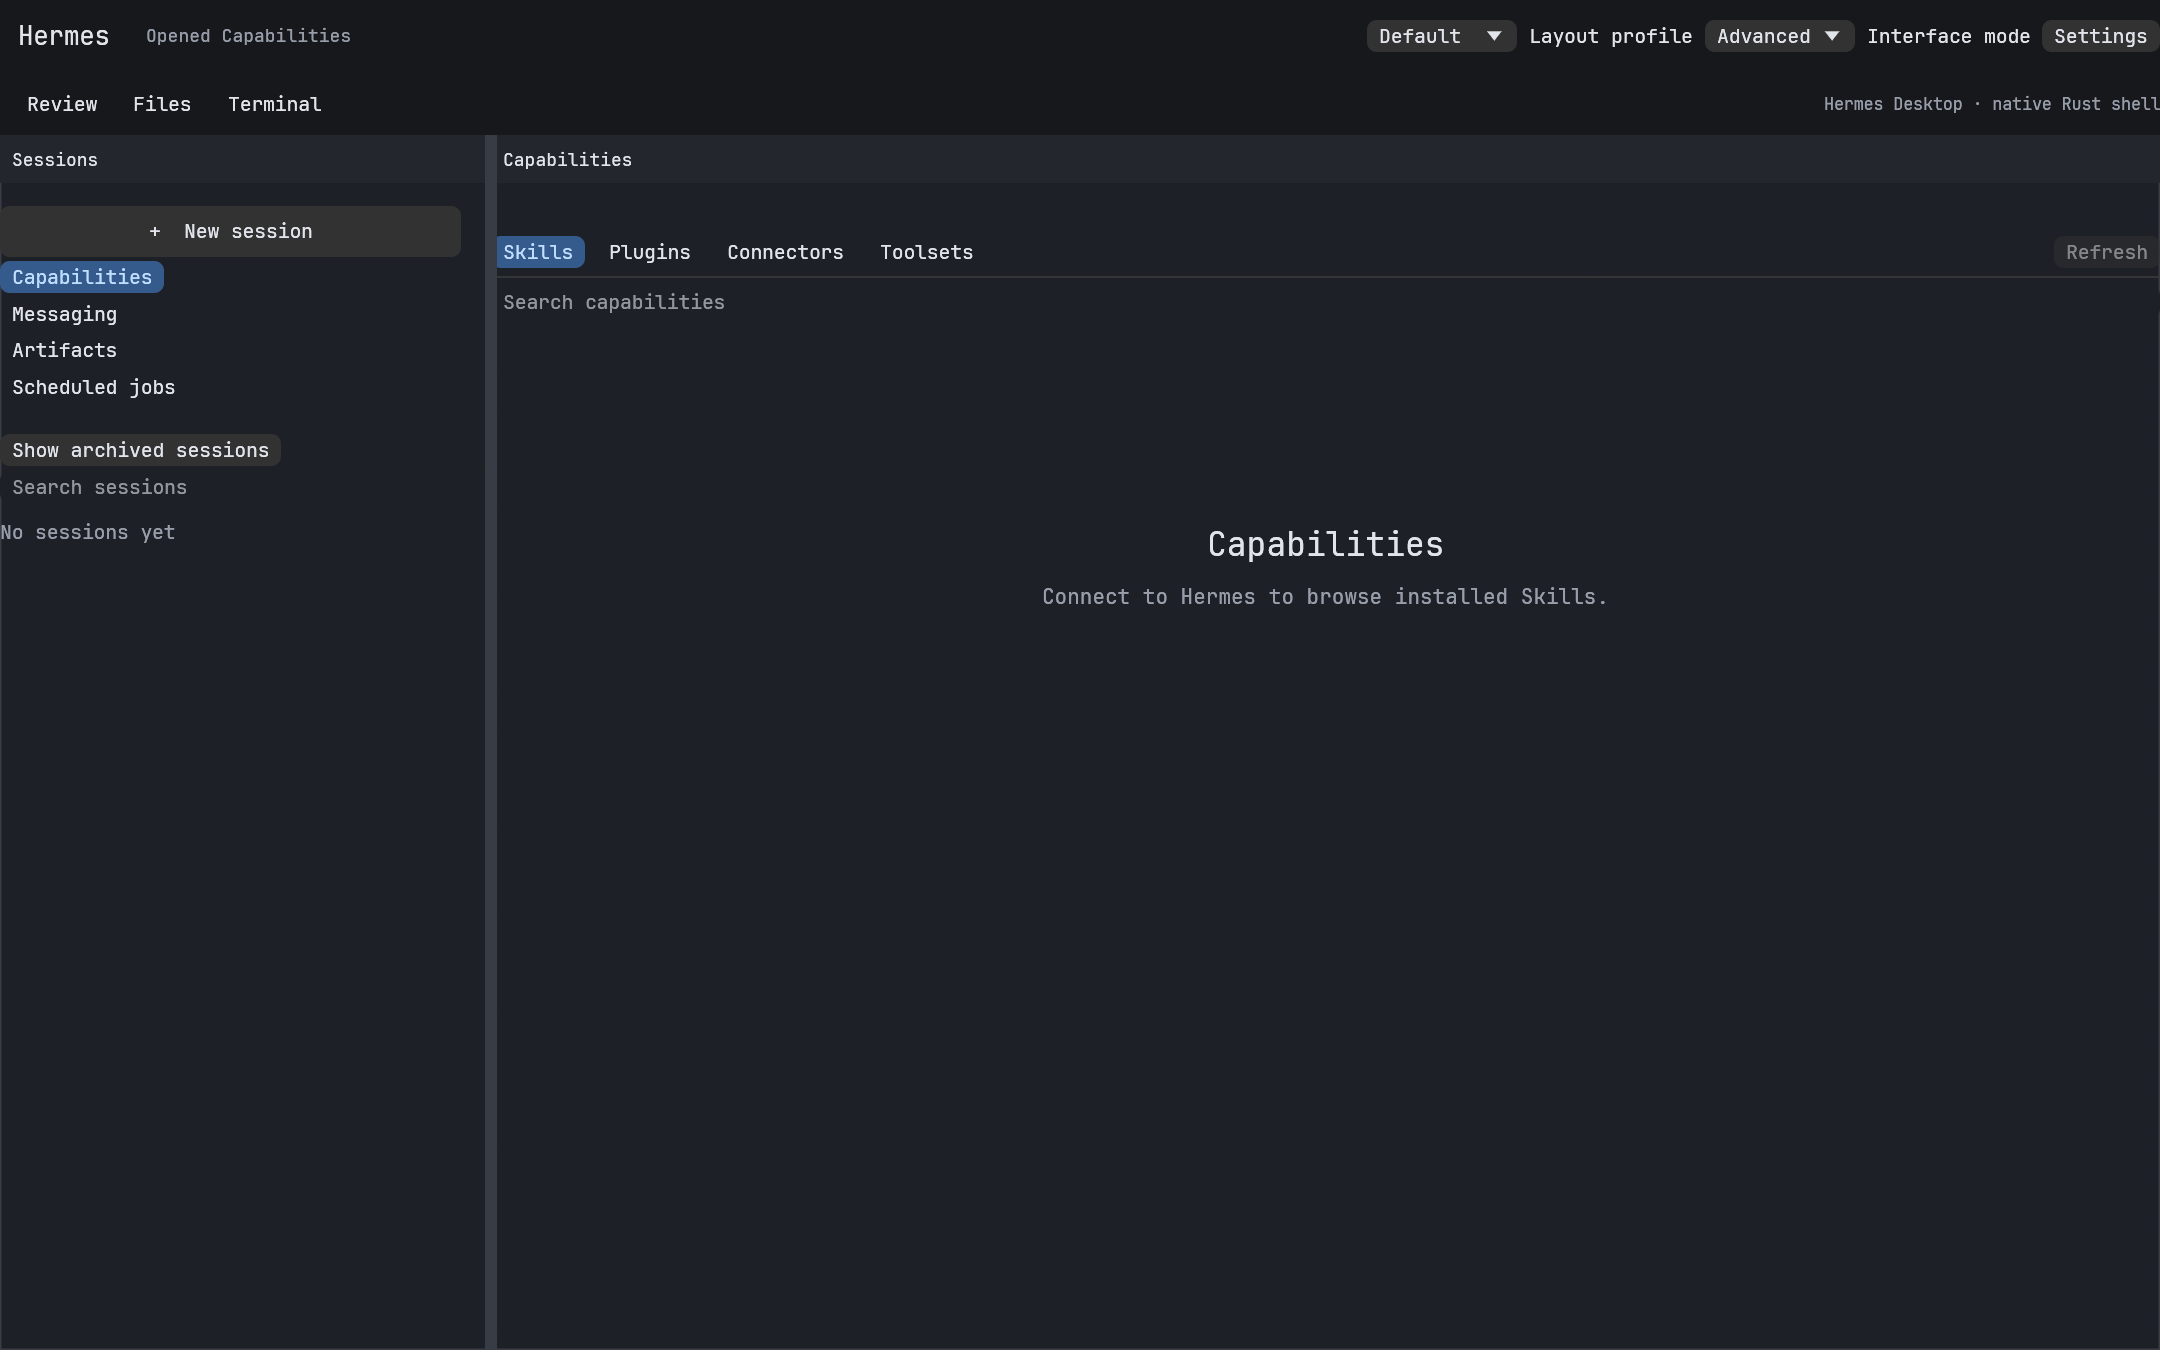 Hermes Opened Capabilities Default Layout profile Advanced Interface mode Settings
Review Files Terminal Hermes Desktop · native Rust shell
Sessions
+ New session
Capabilities
Messaging
Artifacts
Scheduled jobs
Show archived sessions
Search sessions
No sessions yet
Capabilities
Skills Plugins Connectors Toolsets Refresh
Search capabilities
Capabilities
Connect to Hermes to browse installed Skills.